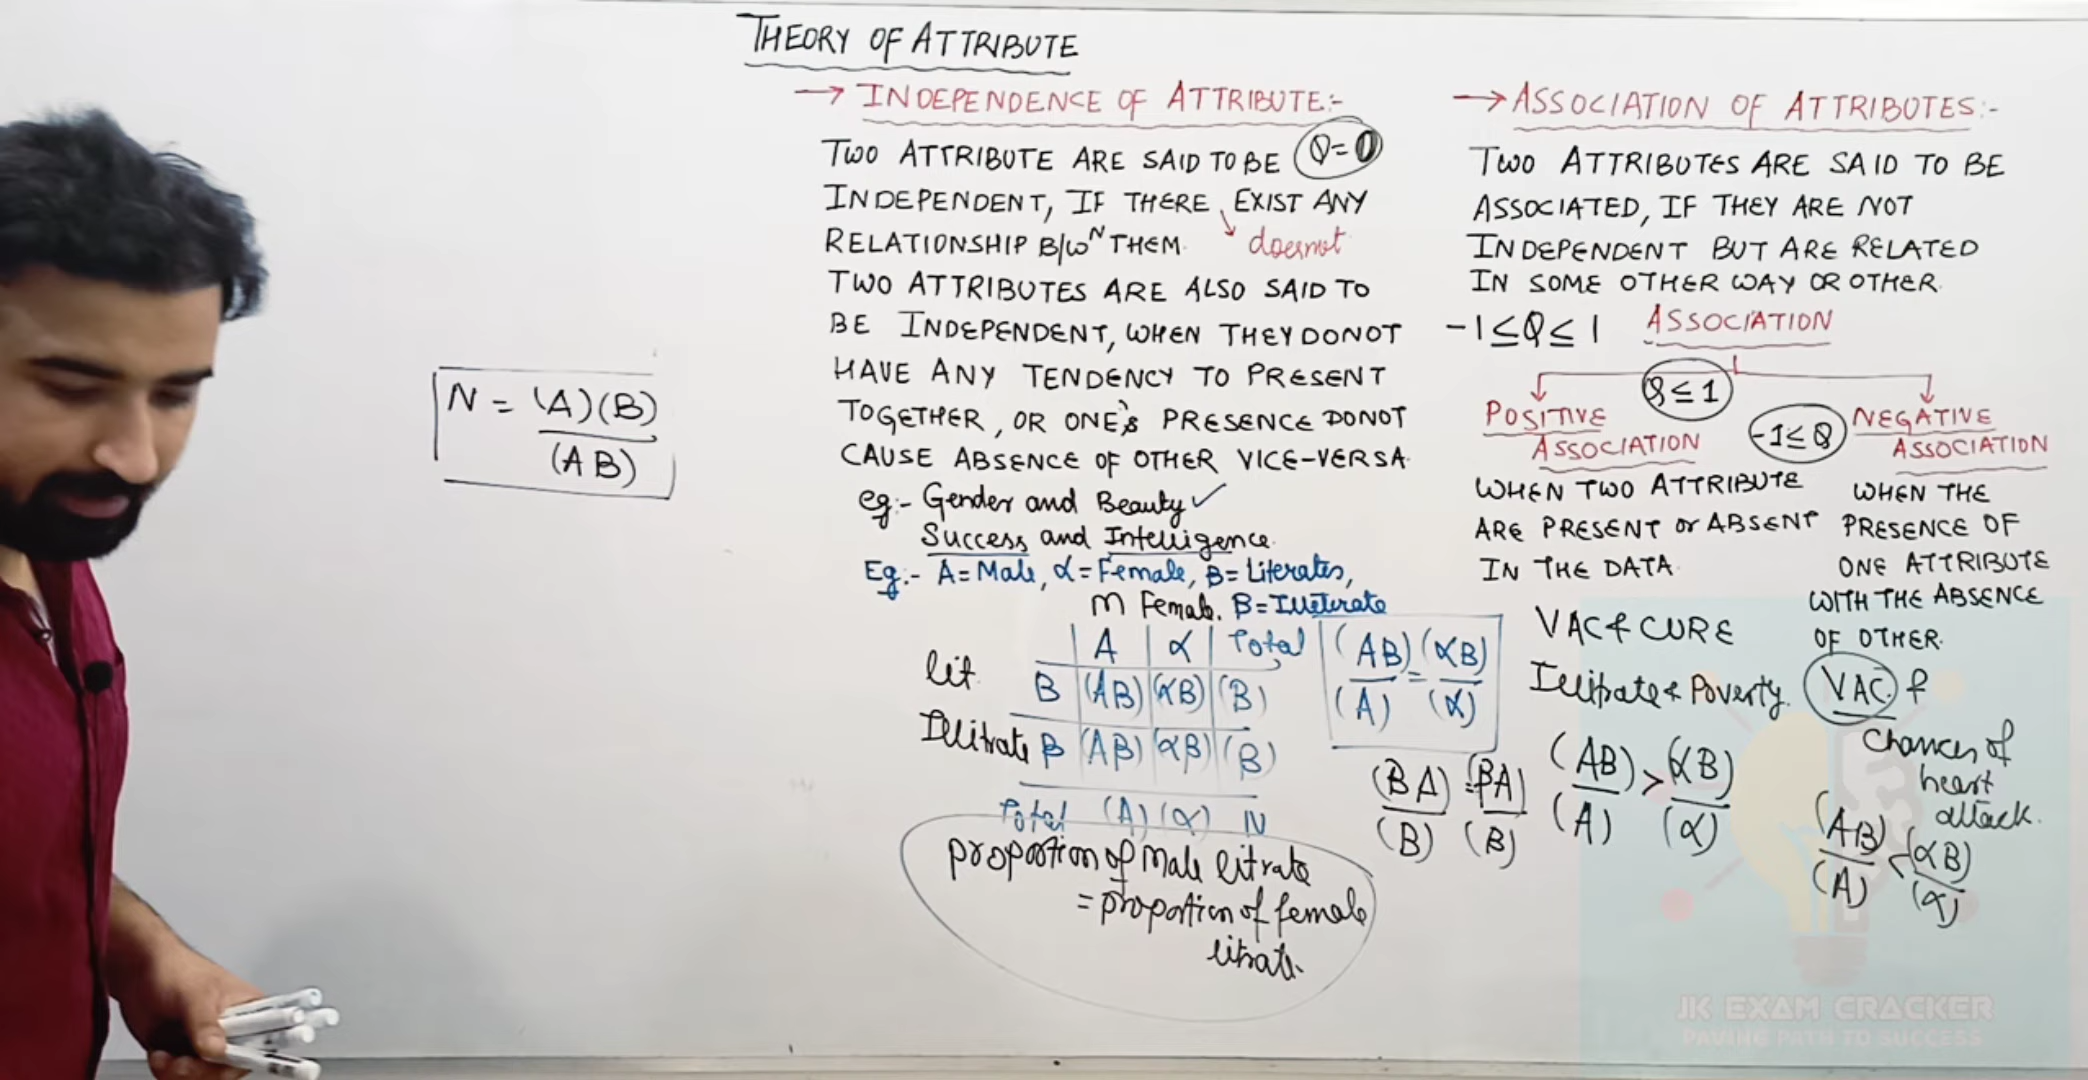 THEORY OF ATTRIBUTE
→ INDEPENDENCE OF ATTRIBUTE:-
TWO ATTRIBUTE ARE SAID TO BE Q=0
INDEPENDENT, IF THERE EXIST ANY
RELATIONSHIP B/Wᴺ THEM. doesnot
TWO ATTRIBUTES ARE ALSO SAID TO
BE INDEPENDENT, WHEN THEY DONOT
HAVE ANY TENDENCY TO PRESENT
TOGETHER, OR ONE'S PRESENCE DONOT
CAUSE ABSENCE OF OTHER VICE-VERSA.
eg:- Gender and Beauty ✓
Success and Intelligence.
Eg:- A=Male, α=Female, B=Literates,
M Female. β=Illeterate
A α Total
lit. B (AB) (αB) (B)
Illitrate β (Aβ) (αβ) (β)
Total (A) (α) N
(AB)/(A) = (αB)/(α)
(BA)/(B) = (βA)/(β)
proportion of Male litrate
= proportion of female
litrate.
N = (A)(B)
(AB)
→ ASSOCIATION OF ATTRIBUTES:-
TWO ATTRIBUTES ARE SAID TO BE
ASSOCIATED, IF THEY ARE NOT
INDEPENDENT BUT ARE RELATED
IN SOME OTHER WAY OR OTHER.
-1≤Q≤1 ASSOCIATION
Q≤1
POSITIVE
ASSOCIATION
WHEN TWO ATTRIBUTE
ARE PRESENT or ABSENT
IN THE DATA.
VAC & CURE
Illitrate & Poverty.
(AB)/(A) > (αB)/(α)
-1≤Q
NEGATIVE
ASSOCIATION
WHEN THE
PRESENCE OF
ONE ATTRIBUTE
WITH THE ABSENCE
OF OTHER.
VAC. &
Chances of
heart
attack.
(AB)/(A) < (αB)/(α)
JK EXAM CRACKER
PAVING PATH TO SUCCESS